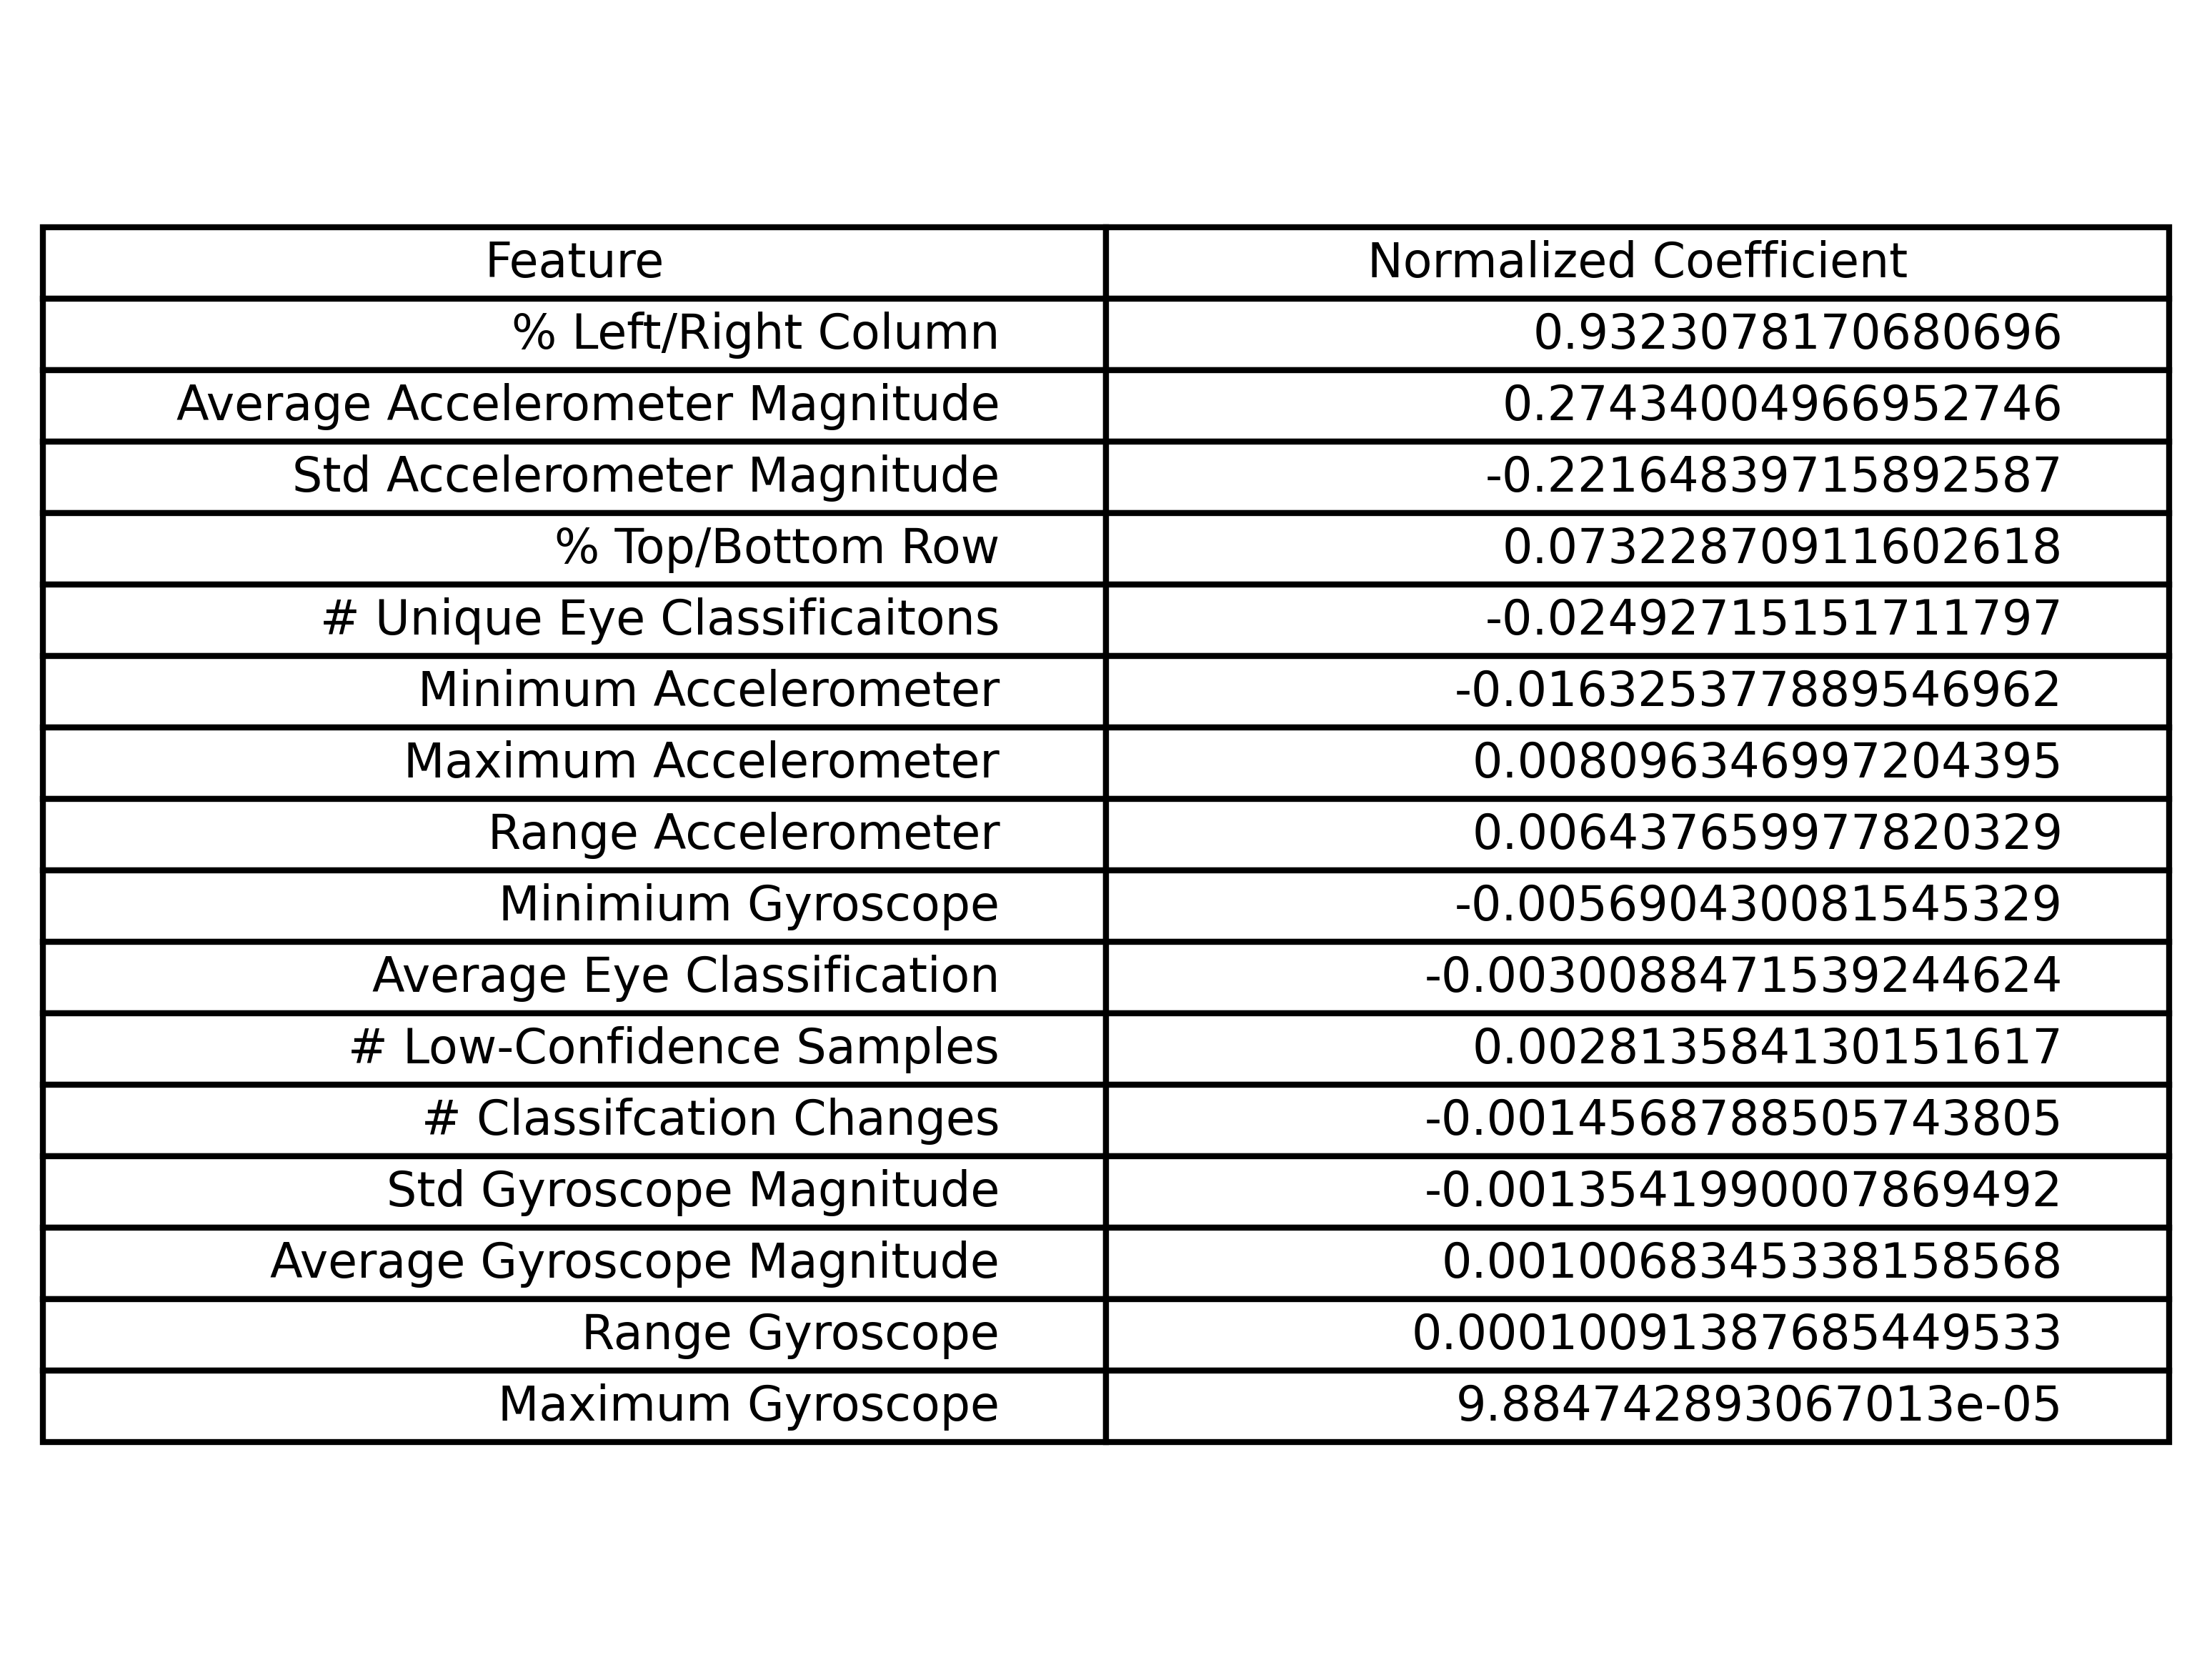 Feature Normalized Coefficient
% Left/Right Column 0.9323078170680696
Average Accelerometer Magnitude 0.27434004966952746
Std Accelerometer Magnitude -0.22164839715892587
% Top/Bottom Row 0.07322870911602618
# Unique Eye Classificaitons -0.02492715151711797
Minimum Accelerometer -0.016325377889546962
Maximum Accelerometer 0.008096346997204395
Range Accelerometer 0.006437659977820329
Minimium Gyroscope -0.005690430081545329
Average Eye Classification -0.0030088471539244624
# Low-Confidence Samples 0.002813584130151617
# Classifcation Changes -0.0014568788505743805
Std Gyroscope Magnitude -0.0013541990007869492
Average Gyroscope Magnitude 0.0010068345338158568
Range Gyroscope 0.00010091387685449533
Maximum Gyroscope 9.884742893067013e-05